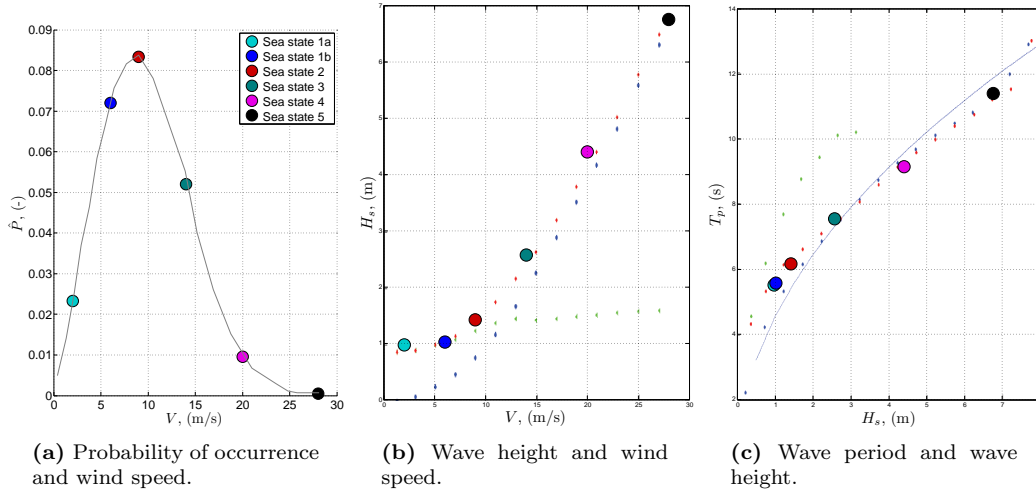 0.09
0.08
0.07
0.06
0.05
0.04
0.03
0.02
0.01
0
P̂, (-)
0 5 10 15 20 25 30
V, (m/s)
Sea state 1a
Sea state 1b
Sea state 2
Sea state 3
Sea state 4
Sea state 5
(a) Probability of occurrence
and wind speed.
7
6
5
4
3
2
1
0
H_s, (m)
0 5 10 15 20 25 30
V, (m/s)
(b) Wave height and wind
speed.
14
12
10
8
6
4
2
T_p, (s)
0 1 2 3 4 5 6 7
H_s, (m)
(c) Wave period and wave
height.